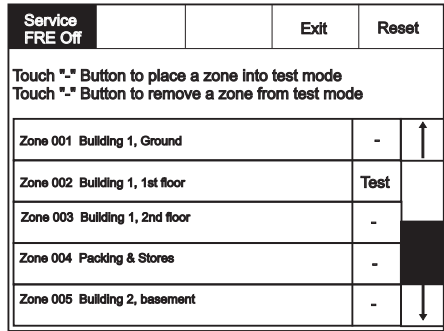 Service
FRE Off
Exit
Reset
Touch "-" Button to place a zone into test mode
Touch "-" Button to remove a zone from test mode
Zone 001 Building 1, Ground -
Zone 002 Building 1, 1st floor Test
Zone 003 Building 1, 2nd floor -
Zone 004 Packing & Stores -
Zone 005 Building 2, basement -